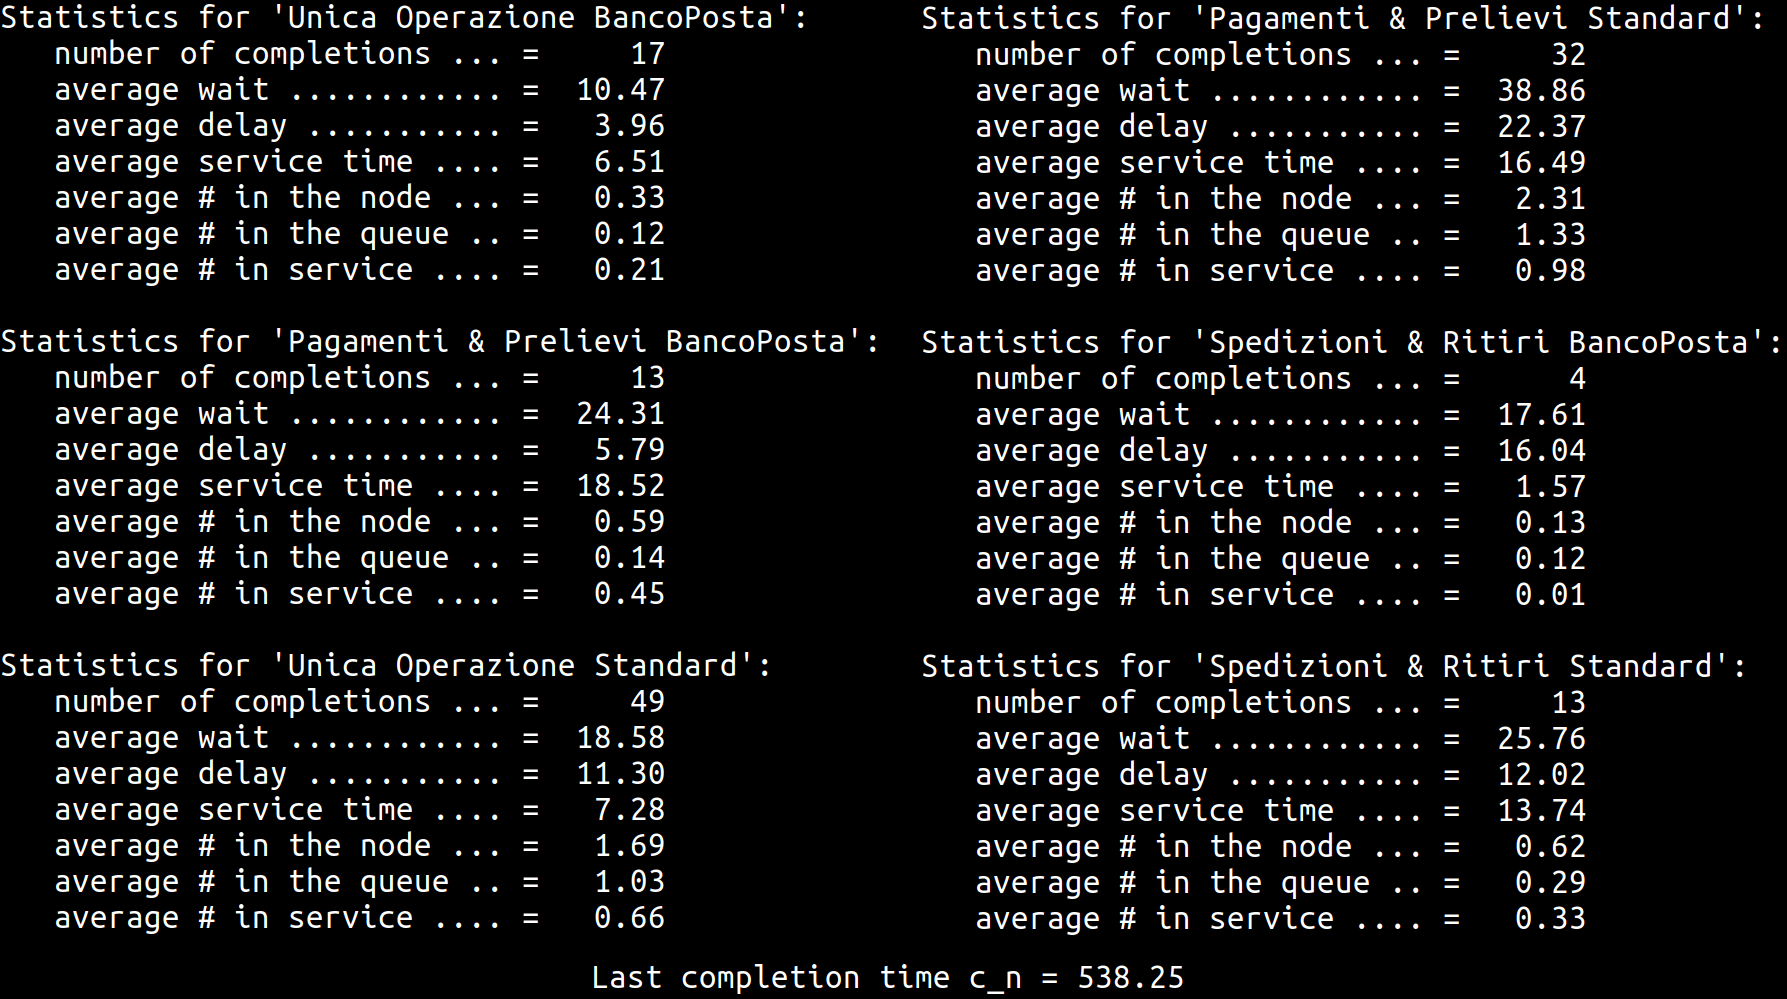 Statistics for 'Unica Operazione BancoPosta':
   number of completions ... =     17
   average wait ............ =  10.47
   average delay ........... =   3.96
   average service time .... =   6.51
   average # in the node ... =   0.33
   average # in the queue .. =   0.12
   average # in service .... =   0.21

Statistics for 'Pagamenti & Prelievi BancoPosta':
   number of completions ... =     13
   average wait ............ =  24.31
   average delay ........... =   5.79
   average service time .... =  18.52
   average # in the node ... =   0.59
   average # in the queue .. =   0.14
   average # in service .... =   0.45

Statistics for 'Unica Operazione Standard':
   number of completions ... =     49
   average wait ............ =  18.58
   average delay ........... =  11.30
   average service time .... =   7.28
   average # in the node ... =   1.69
   average # in the queue .. =   1.03
   average # in service .... =   0.66

Statistics for 'Pagamenti & Prelievi Standard':
   number of completions ... =     32
   average wait ............ =  38.86
   average delay ........... =  22.37
   average service time .... =  16.49
   average # in the node ... =   2.31
   average # in the queue .. =   1.33
   average # in service .... =   0.98

Statistics for 'Spedizioni & Ritiri BancoPosta':
   number of completions ... =      4
   average wait ............ =  17.61
   average delay ........... =  16.04
   average service time .... =   1.57
   average # in the node ... =   0.13
   average # in the queue .. =   0.12
   average # in service .... =   0.01

Statistics for 'Spedizioni & Ritiri Standard':
   number of completions ... =     13
   average wait ............ =  25.76
   average delay ........... =  12.02
   average service time .... =  13.74
   average # in the node ... =   0.62
   average # in the queue .. =   0.29
   average # in service .... =   0.33

Last completion time c_n = 538.25